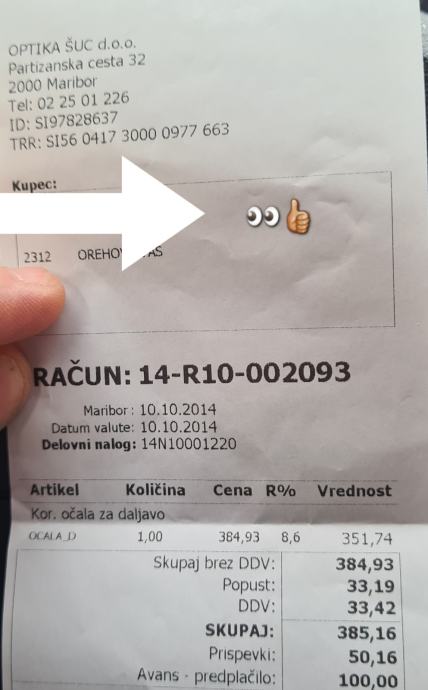 OPTIKA ŠUC d.o.o.
Partizanska cesta 32
2000 Maribor
Tel: 02 25 01 226
ID: SI97828637
TRR: SI56 0417 3000 0977 663
Kupec:
2312
RAČUN: 14-R10-002093
Maribor: 10.10.2014
Datum valute: 10.10.2014
Delovni nalog: 14N10001220
Artikel Količina Cena R% Vrednost
Kor. očala za daljavo
OCALA_D 1,00 384,93 8,6 351,74
Skupaj brez DDV: 384,93
Popust: 33,19
DDV: 33,42
SKUPAJ: 385,16
Prispevki: 50,16
Avans - predplačilo: 100,00